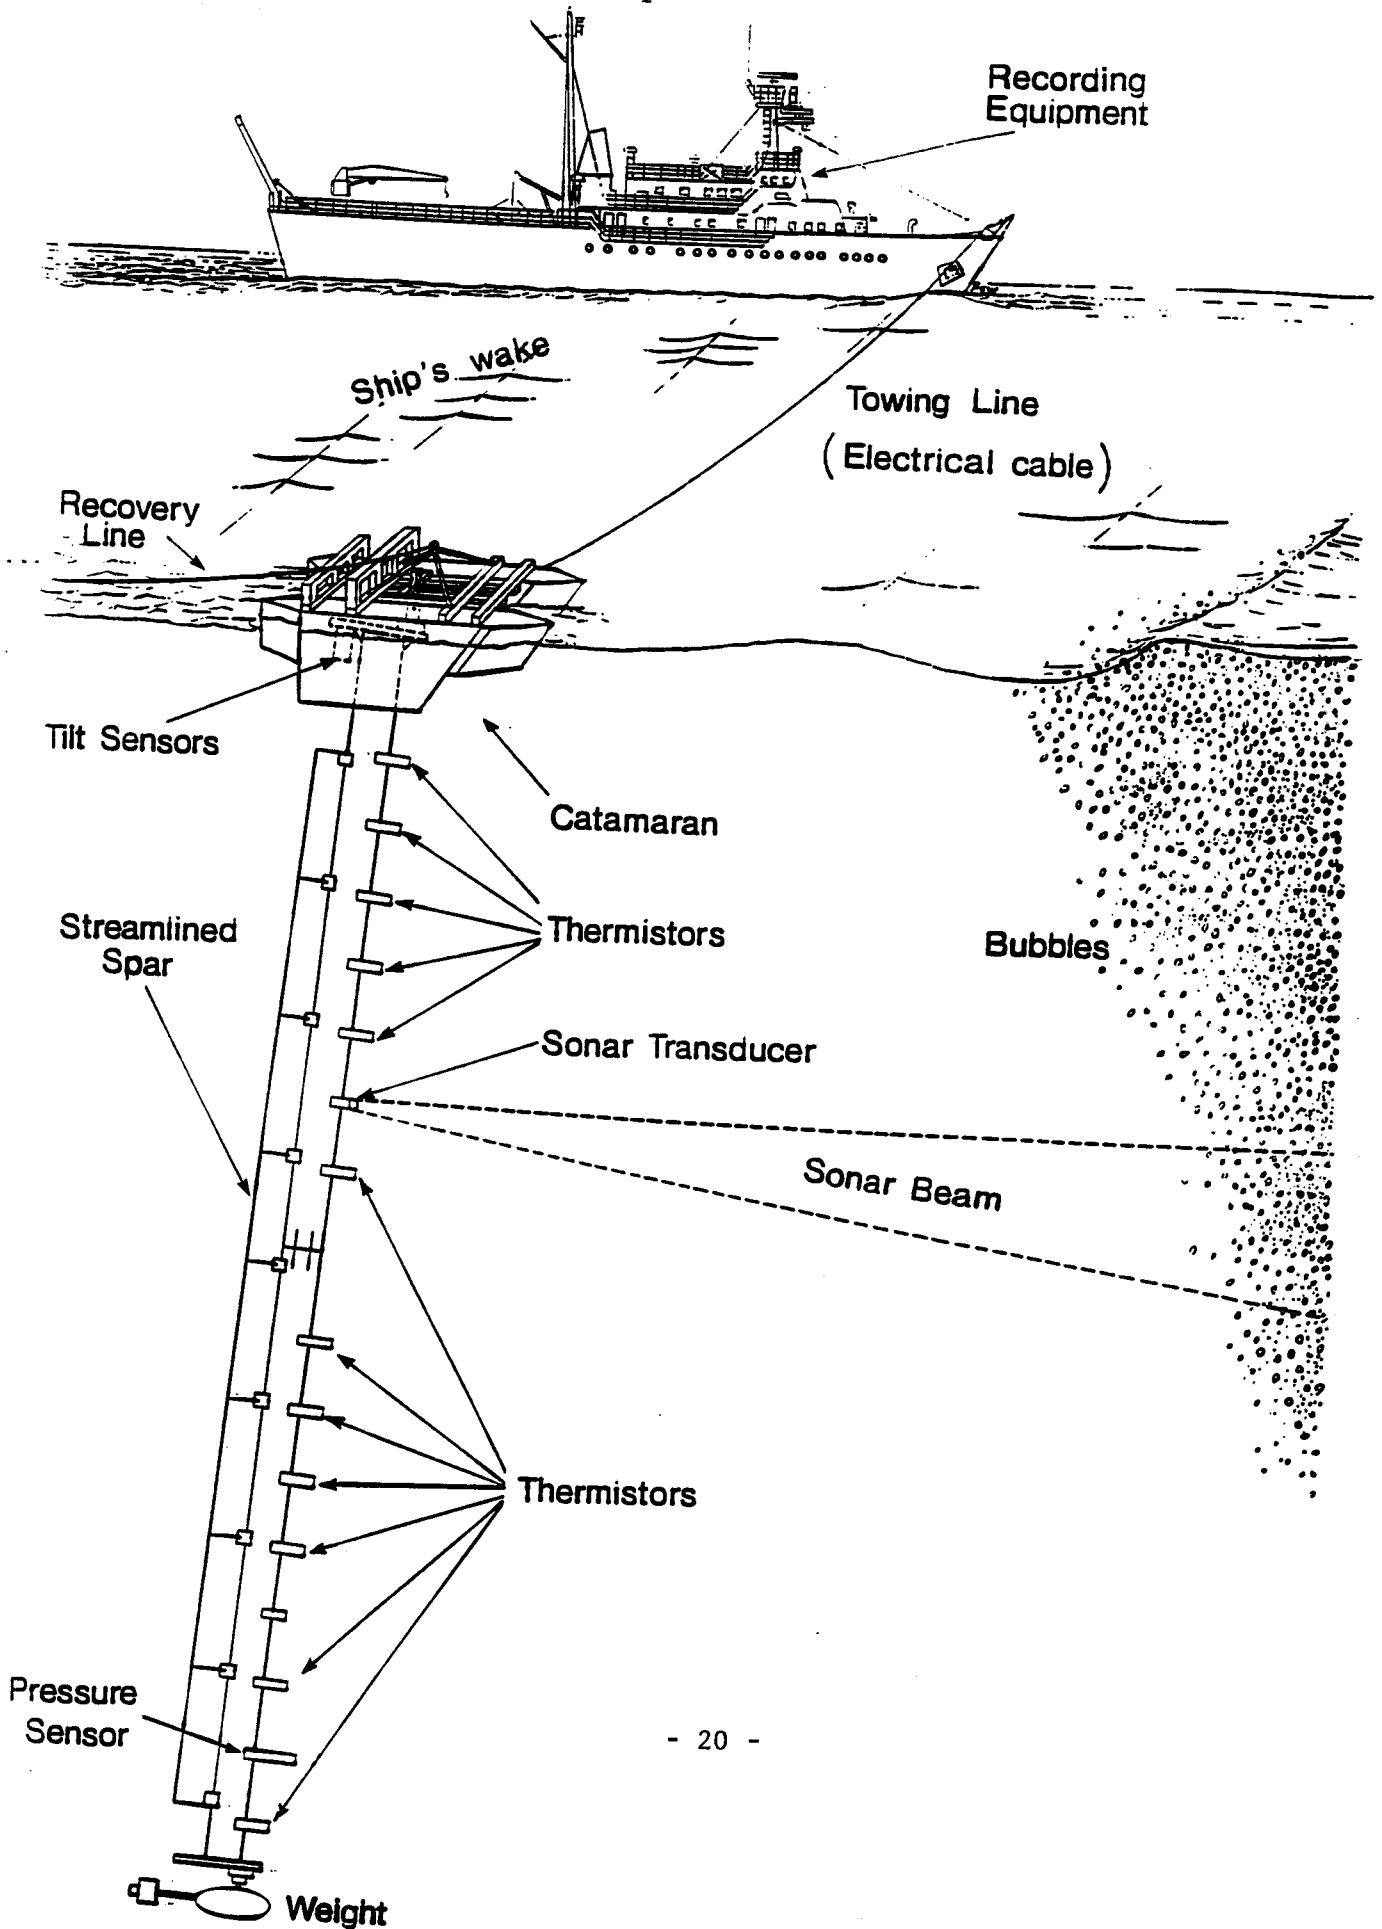 Recording
Equipment
Ship's wake
Towing Line
(Electrical cable)
Recovery
Line
Tilt Sensors
Catamaran
Streamlined
Spar
Thermistors
Bubbles
Sonar Transducer
Sonar Beam
Thermistors
Pressure
Sensor
- 20 -
Weight